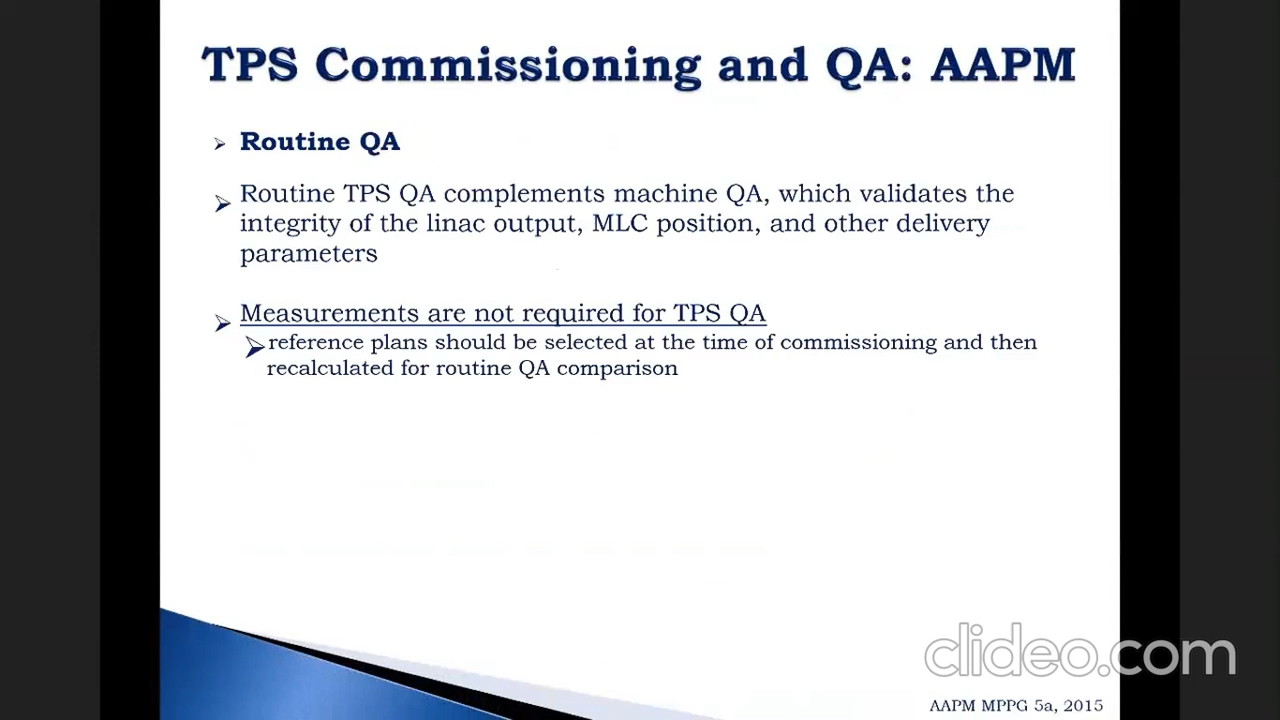 TPS Commissioning and QA: AAPM
Routine QA
Routine TPS QA complements machine QA, which validates the
integrity of the linac output, MLC position, and other delivery
parameters
Measurements are not required for TPS QA
reference plans should be selected at the time of commissioning and then
recalculated for routine QA comparison
clideo.com
AAPM MPPG 5a, 2015